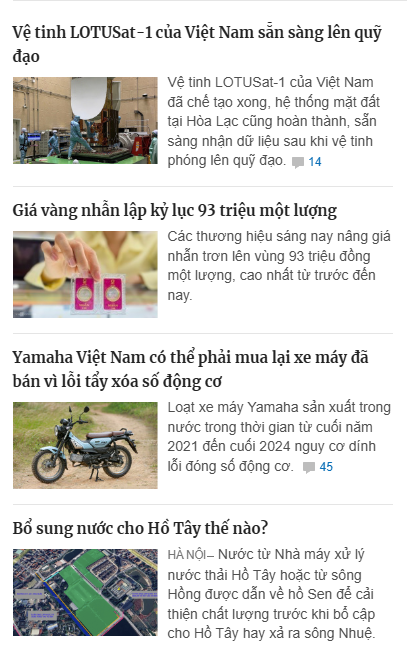 Vệ tinh LOTUSat-1 của Việt Nam sẵn sàng lên quỹ
đạo
Vệ tinh LOTUSat-1 của Việt Nam
đã chế tạo xong, hệ thống mặt đất
tại Hòa Lạc cũng hoàn thành, sẵn
sàng nhận dữ liệu sau khi vệ tinh
phóng lên quỹ đạo. 14
Giá vàng nhẫn lập kỷ lục 93 triệu một lượng
Các thương hiệu sáng nay nâng giá
nhẫn trơn lên vùng 93 triệu đồng
một lượng, cao nhất từ trước đến
nay.
Yamaha Việt Nam có thể phải mua lại xe máy đã
bán vì lỗi tẩy xóa số động cơ
Loạt xe máy Yamaha sản xuất trong
nước trong thời gian từ cuối năm
2021 đến cuối 2024 nguy cơ dính
lỗi đóng số động cơ. 45
Bổ sung nước cho Hồ Tây thế nào?
HÀ NỘI– Nước từ Nhà máy xử lý
nước thải Hồ Tây hoặc từ sông
Hồng được dẫn về hồ Sen để cải
thiện chất lượng trước khi bổ cập
cho Hồ Tây hay xả ra sông Nhuệ.